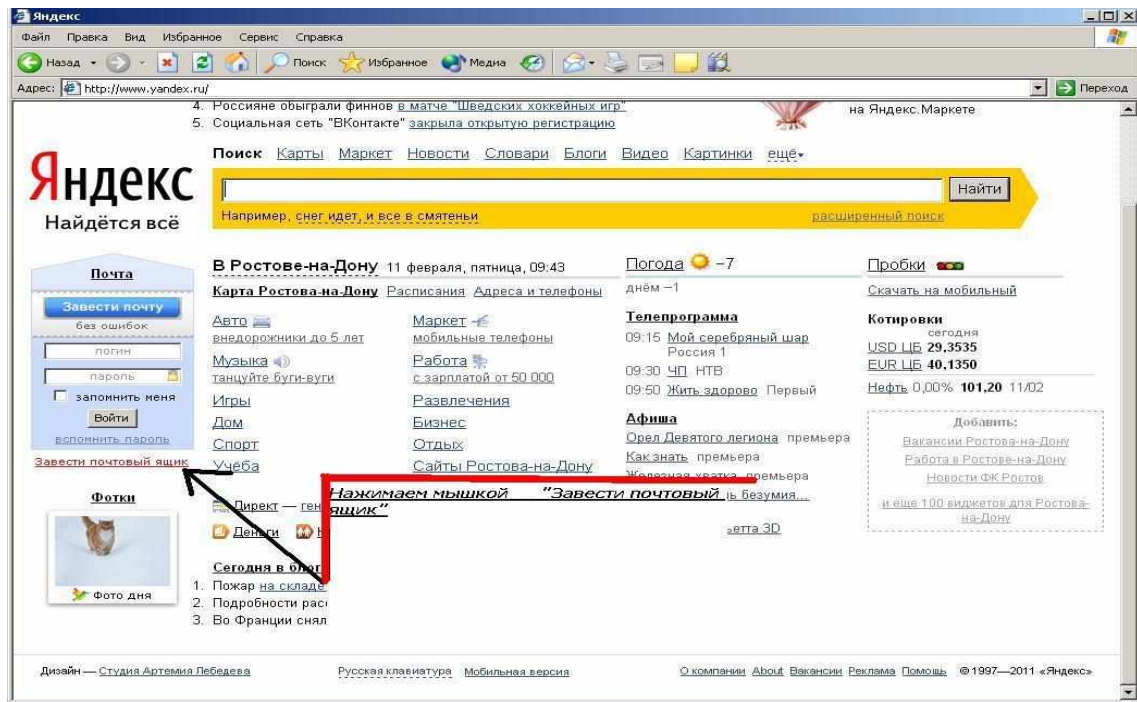 Яндекс
Файл Правка Вид Избранное Сервис Справка
Назад Поиск Избранное Медиа
Адрес: http://www.yandex.ru/ Переход
4. Россияне обыграли финнов в матче "Шведских хоккейных игр"
5. Социальная сеть "ВКонтакте" закрыла открытую регистрацию
на Яндекс.Маркете
Яндекс
Найдётся всё
Поиск Карты Маркет Новости Словари Блоги Видео Картинки ещё
Найти
Например, снег идет, и все в смятеньи расширенный поиск
Почта
Завести почту
без ошибок
логин
пароль
запомнить меня
Войти
вспомнить пароль
Завести почтовый ящик
Фотки
Фото дня
В Ростове-на-Дону 11 февраля, пятница, 09:43
Карта Ростова-на-Дону Расписания Адреса и телефоны
Авто
внедорожники до 5 лет
Музыка
танцуйте буги-вуги
Игры
Дом
Спорт
Учёба
Маркет
мобильные телефоны
Работа
с зарплатой от 50 000
Развлечения
Бизнес
Отдых
Сайты Ростова-на-Дону
Нажимаем мышкой "Завести почтовый
ящик"
Директ — ген
Деньги
Сегодня в блог
1. Пожар на складе
2. Подробности рас
3. Во Франции снял
Погода −7
днём −1
Телепрограмма
09:15 Мой серебряный шар
Россия 1
09:30 ЧП НТВ
09:50 Жить здорово Первый
Афиша
Орел Девятого легиона премьера
Как знать премьера
Железная хватка премьера
ь безумия...
етта 3D
Пробки
Скачать на мобильный
Котировки
сегодня
USD ЦБ 29,3535
EUR ЦБ 40,1350
Нефть 0,00% 101,20 11/02
Добавить:
Вакансии Ростова-на-Дону
Работа в Ростове-на-Дону
Новости ФК Ростов
и еще 100 виджетов для Ростова-
на-Дону
Дизайн — Студия Артемия Лебедева Русская клавиатура Мобильная версия О компании About Вакансии Реклама Помощь © 1997—2011 «Яндекс»